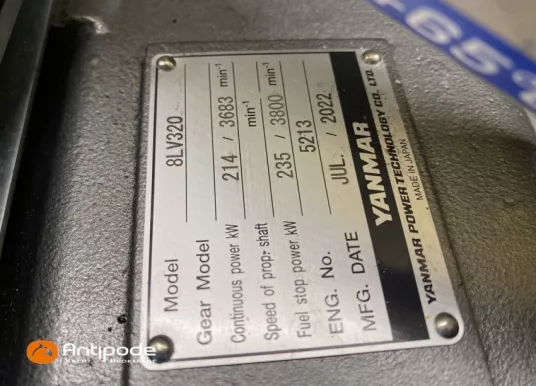 Model 8LV320
Gear Model
Continuous power kW 214 / 3683 min⁻¹
Speed of prop. shaft min⁻¹
Fuel stop power kW 235 / 3800 min⁻¹
ENG. No. 5213
MFG. DATE JUL. / 2022
YANMAR
YANMAR POWER TECHNOLOGY CO., LTD.
MADE IN JAPAN
Antipode
YACHT BROKERAGE